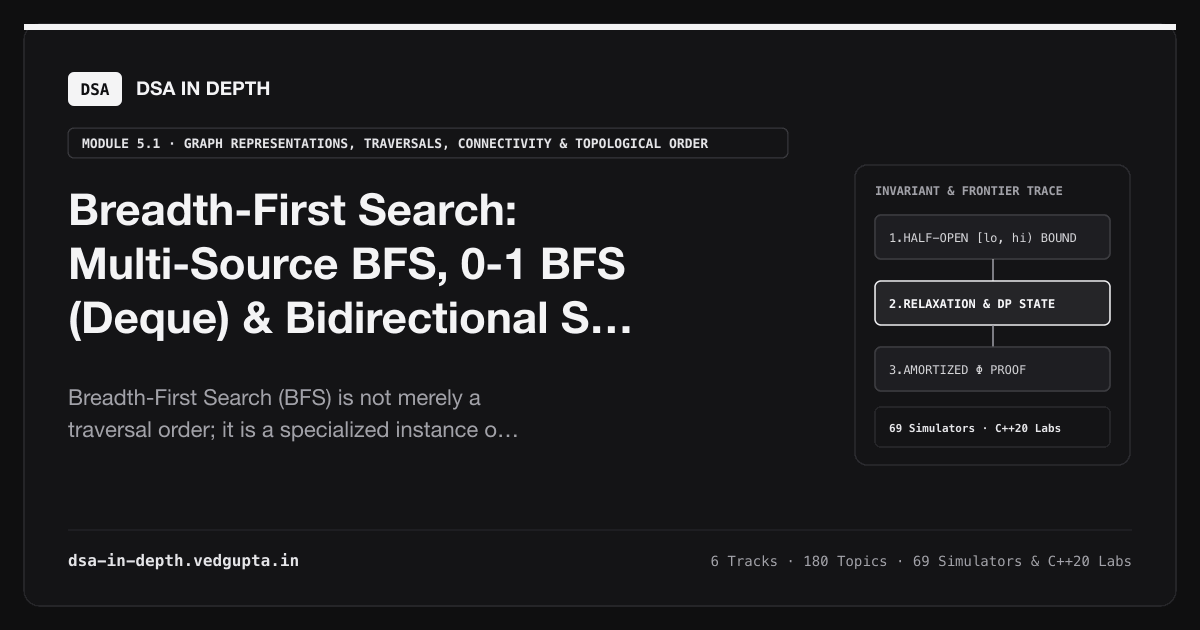 DSA DSA IN DEPTH
MODULE 5.1 · GRAPH REPRESENTATIONS, TRAVERSALS, CONNECTIVITY & TOPOLOGICAL ORDER
Breadth-First Search:
Multi-Source BFS, 0-1 BFS
(Deque) & Bidirectional S…
Breadth-First Search (BFS) is not merely a
traversal order; it is a specialized instance o…
INVARIANT & FRONTIER TRACE
1.HALF-OPEN [lo, hi) BOUND
2.RELAXATION & DP STATE
3.AMORTIZED Φ PROOF
69 Simulators · C++20 Labs
dsa-in-depth.vedgupta.in
6 Tracks · 180 Topics · 69 Simulators & C++20 Labs